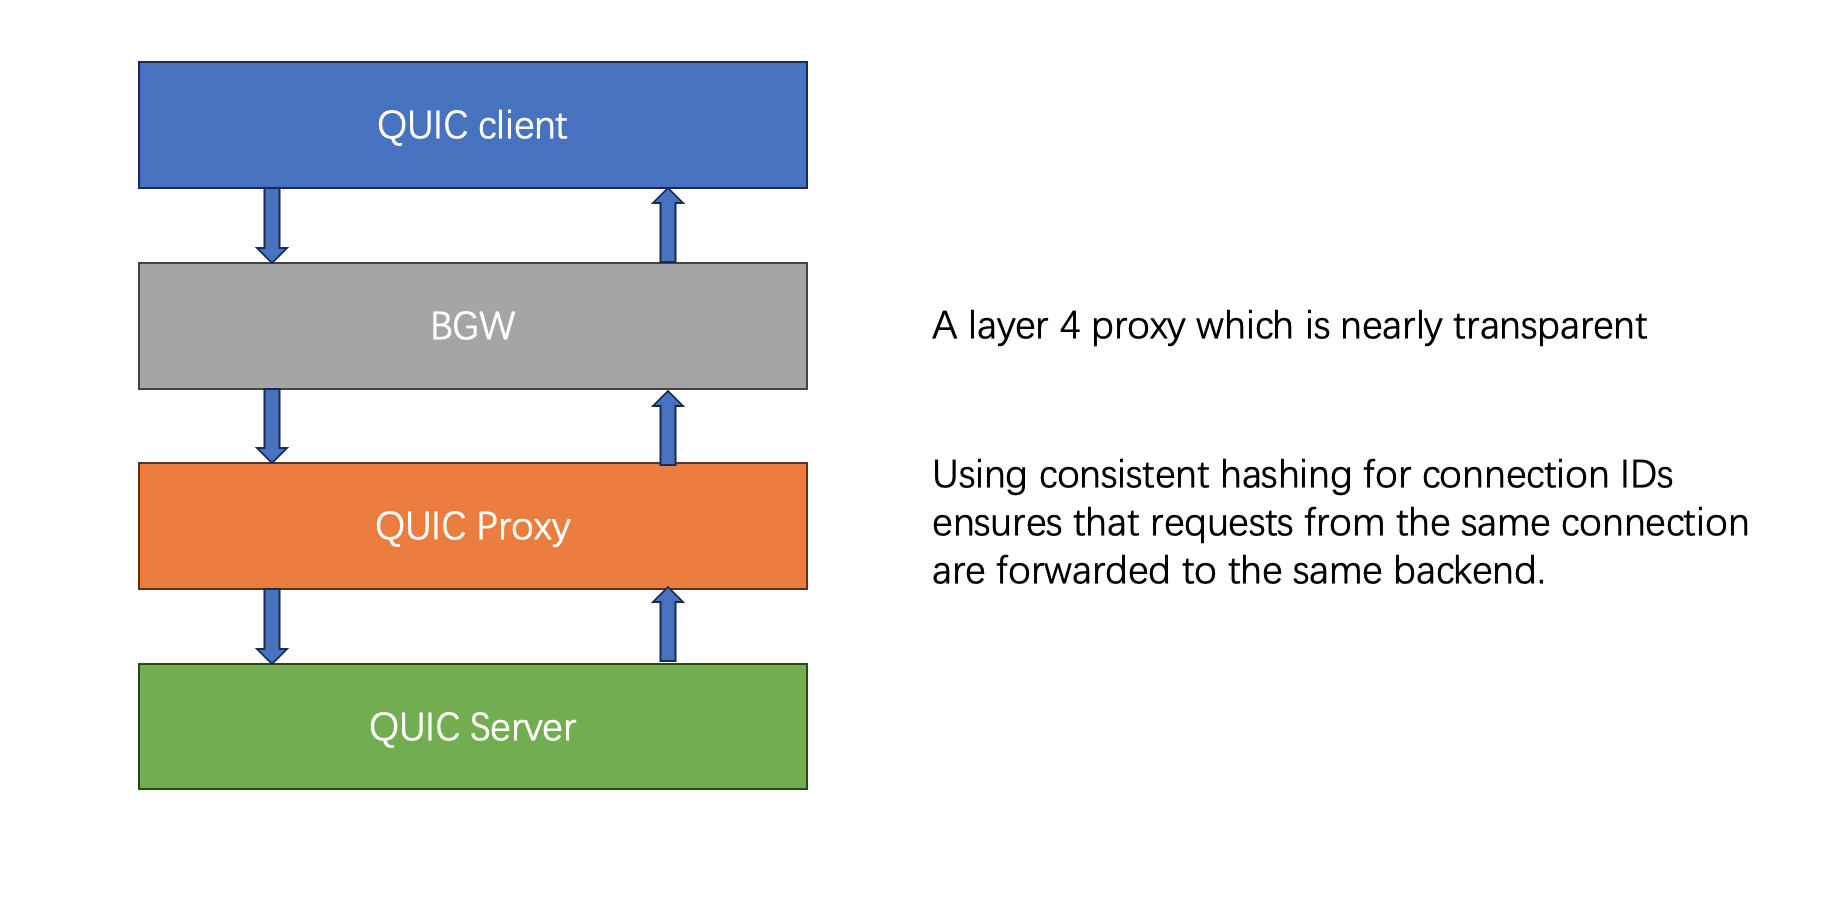 QUIC client
BGW
A layer 4 proxy which is nearly transparent
QUIC Proxy
Using consistent hashing for connection IDs
ensures that requests from the same connection
are forwarded to the same backend.
QUIC Server